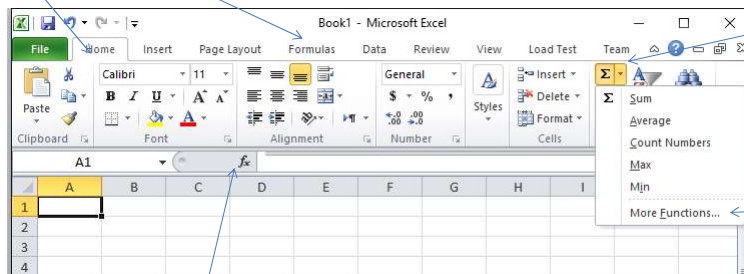 Book1 - Microsoft Excel
File Home Insert Page Layout Formulas Data Review View Load Test Team
Calibri 11 General Insert Σ
Paste B I U A A $ % , Styles Delete
A Format
Clipboard Font Alignment Number Cells
Σ Sum
Average
Count Numbers
Max
Min
More Functions...
A1 fx
A B C D E F G H I
1
2
3
4